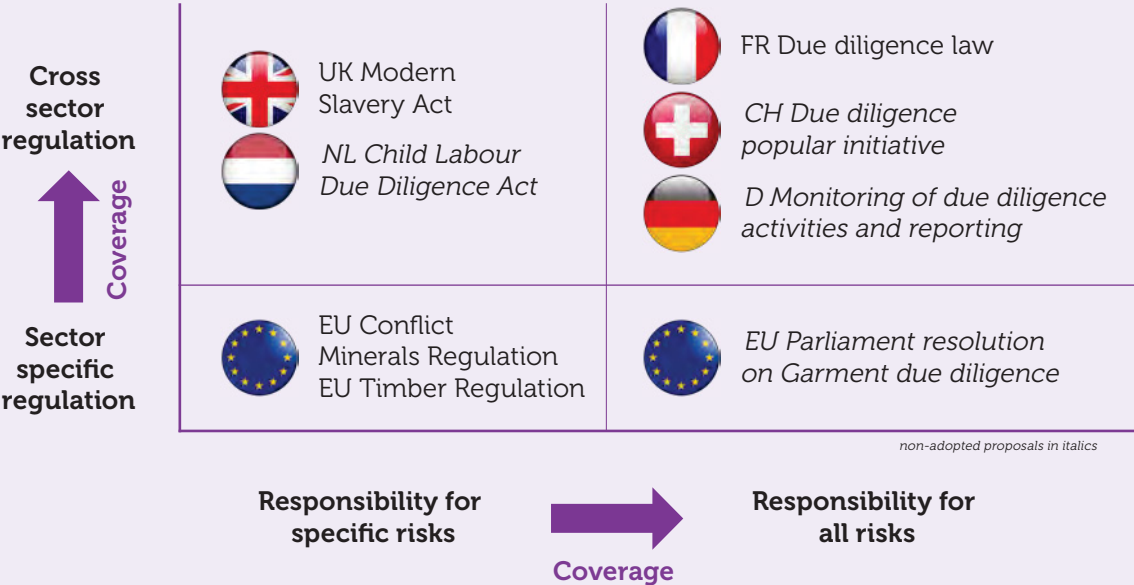 Cross
sector
regulation
Coverage
Sector
specific
regulation
UK Modern
Slavery Act
NL Child Labour
Due Diligence Act
FR Due diligence law
CH Due diligence
popular initiative
D Monitoring of due diligence
activities and reporting
EU Conflict
Minerals Regulation
EU Timber Regulation
EU Parliament resolution
on Garment due diligence
non-adopted proposals in italics
Responsibility for
specific risks
Coverage
Responsibility for
all risks